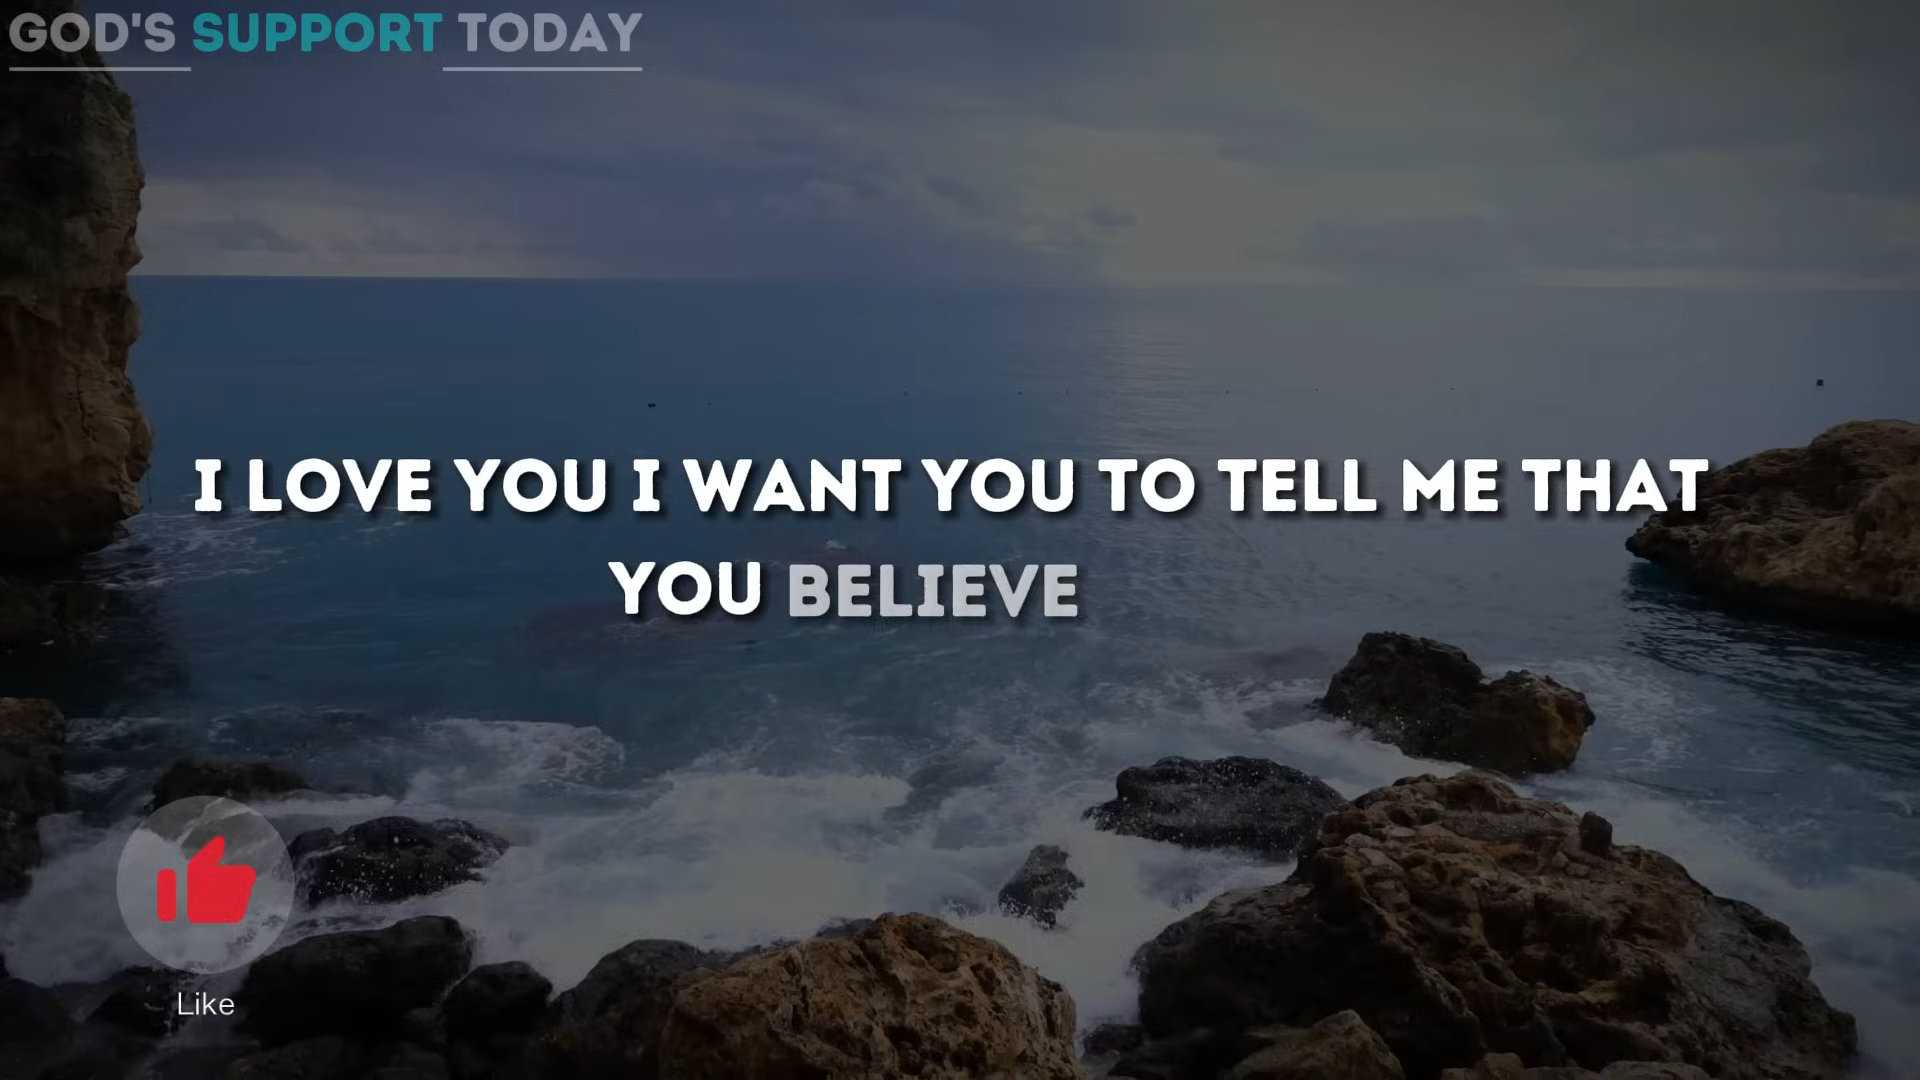 GOD'S SUPPORT TODAY
I LOVE YOU I WANT YOU TO TELL ME THAT
YOU BELIEVE
Like